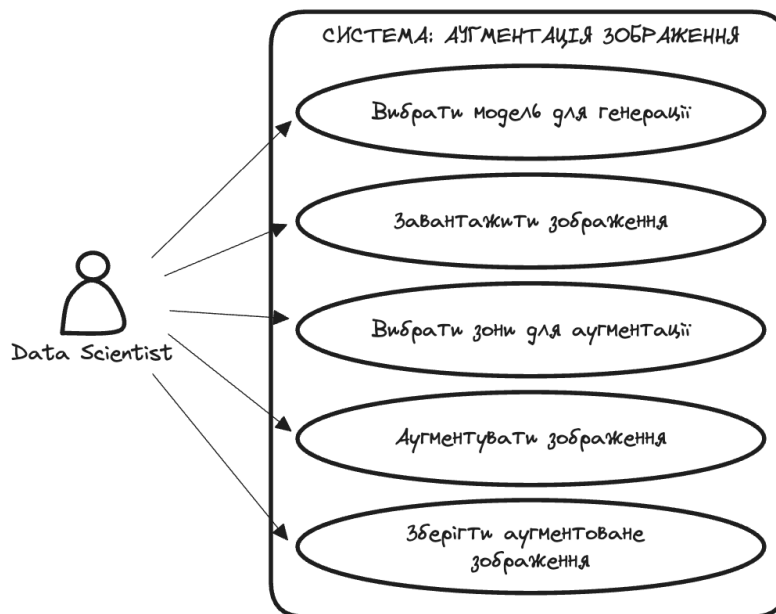 СИСТЕМА: АУГМЕНТАЦІЯ ЗОБРАЖЕННЯ
Вибрати модель для генерації
Завантажити зображення
Вибрати зони для аугментації
Data Scientist
Аугментувати зображення
Зберігти аугментоване
зображення